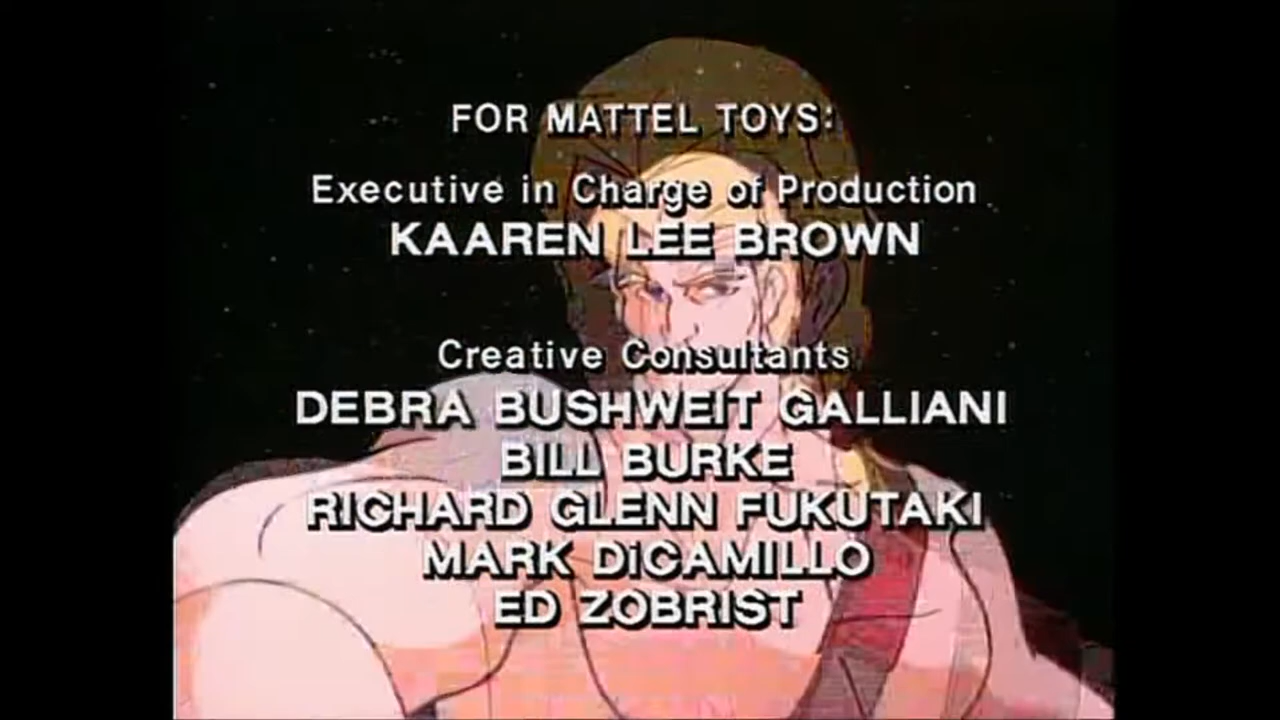 FOR MATTEL TOYS:
Executive in Charge of Production
KAAREN LEE BROWN
Creative Consultants
DEBRA BUSHWEIT GALLIANI
BILL BURKE
RICHARD GLENN FUKUTAKI
MARK DiCAMILLO
ED ZOBRIST